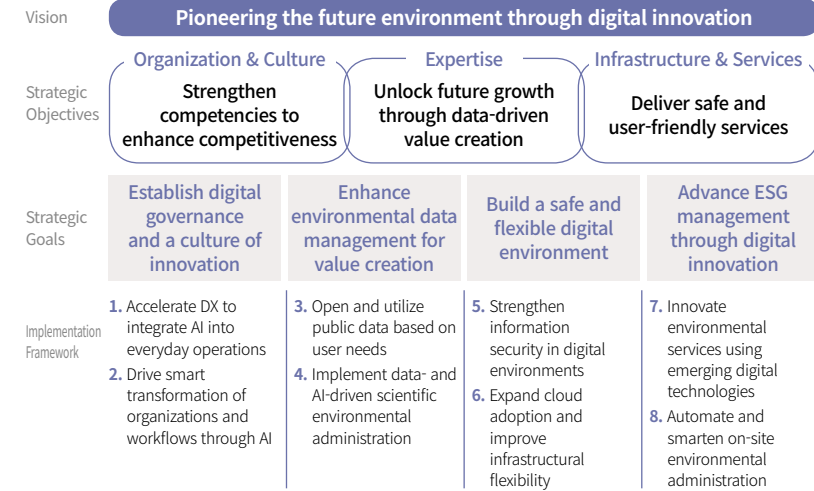 Vision
Pioneering the future environment through digital innovation
Strategic
Objectives
Organization & Culture
Strengthen
competencies to
enhance competitiveness
Expertise
Unlock future growth
through data-driven
value creation
Infrastructure & Services
Deliver safe and
user-friendly services
Strategic
Goals
Establish digital
governance
and a culture of
innovation
Enhance
environmental data
management for
value creation
Build a safe and
flexible digital
environment
Advance ESG
management
through digital
innovation
Implementation
Framework
1. Accelerate DX to
integrate AI into
everyday operations
2. Drive smart
transformation of
organizations and
workflows through AI
3. Open and utilize
public data based on
user needs
4. Implement data- and
AI-driven scientific
environmental
administration
5. Strengthen
information
security in digital
environments
6. Expand cloud
adoption and
improve
infrastructural
flexibility
7. Innovate
environmental
services using
emerging digital
technologies
8. Automate and
smarten on-site
environmental
administration